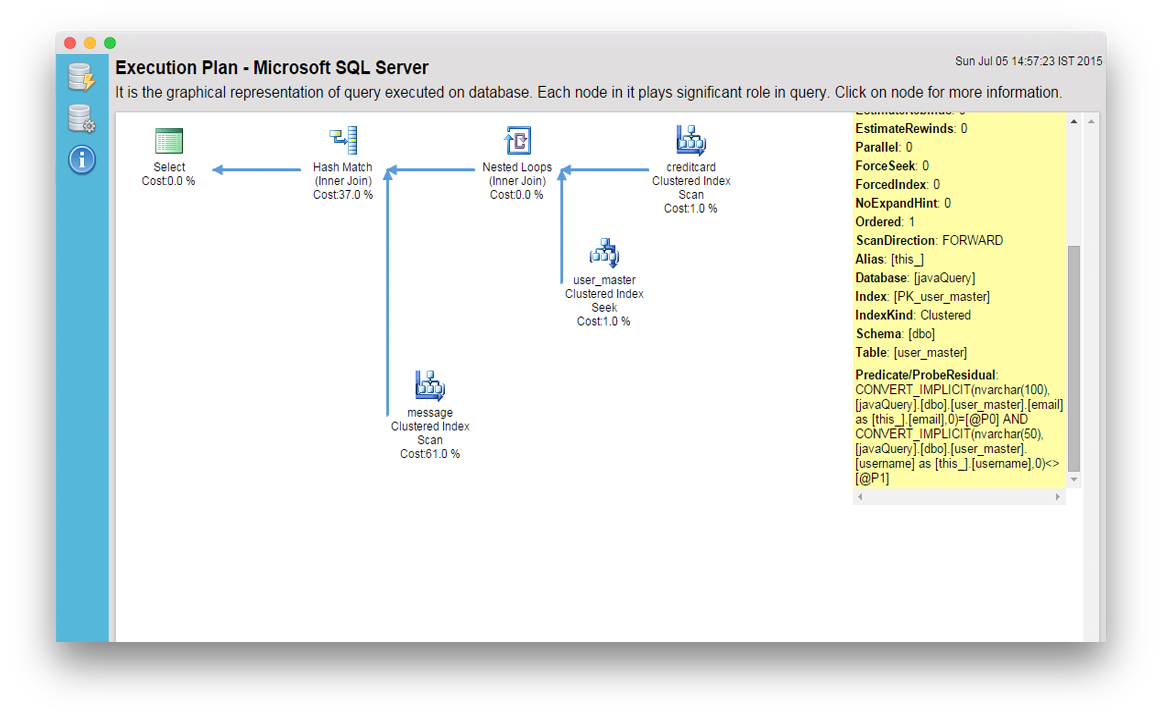 Execution Plan - Microsoft SQL Server
Sun Jul 05 14:57:23 IST 2015
It is the graphical representation of query executed on database. Each node in it plays significant role in query. Click on node for more information.
Select
Cost:0.0 %
Hash Match
(Inner Join)
Cost:37.0 %
Nested Loops
(Inner Join)
Cost:0.0 %
creditcard
Clustered Index
Scan
Cost:1.0 %
user_master
Clustered Index
Seek
Cost:1.0 %
message
Clustered Index
Scan
Cost:61.0 %
EstimateRewinds: 0
Parallel: 0
ForceSeek: 0
ForcedIndex: 0
NoExpandHint: 0
Ordered: 1
ScanDirection: FORWARD
Alias: [this_]
Database: [javaQuery]
Index: [PK_user_master]
IndexKind: Clustered
Schema: [dbo]
Table: [user_master]
Predicate/ProbeResidual:
CONVERT_IMPLICIT(nvarchar(100),
[javaQuery].[dbo].[user_master].[email]
as [this_].[email],0)=[@P0] AND
CONVERT_IMPLICIT(nvarchar(50),
[javaQuery].[dbo].[user_master].
[username] as [this_].[username],0)<>
[@P1]